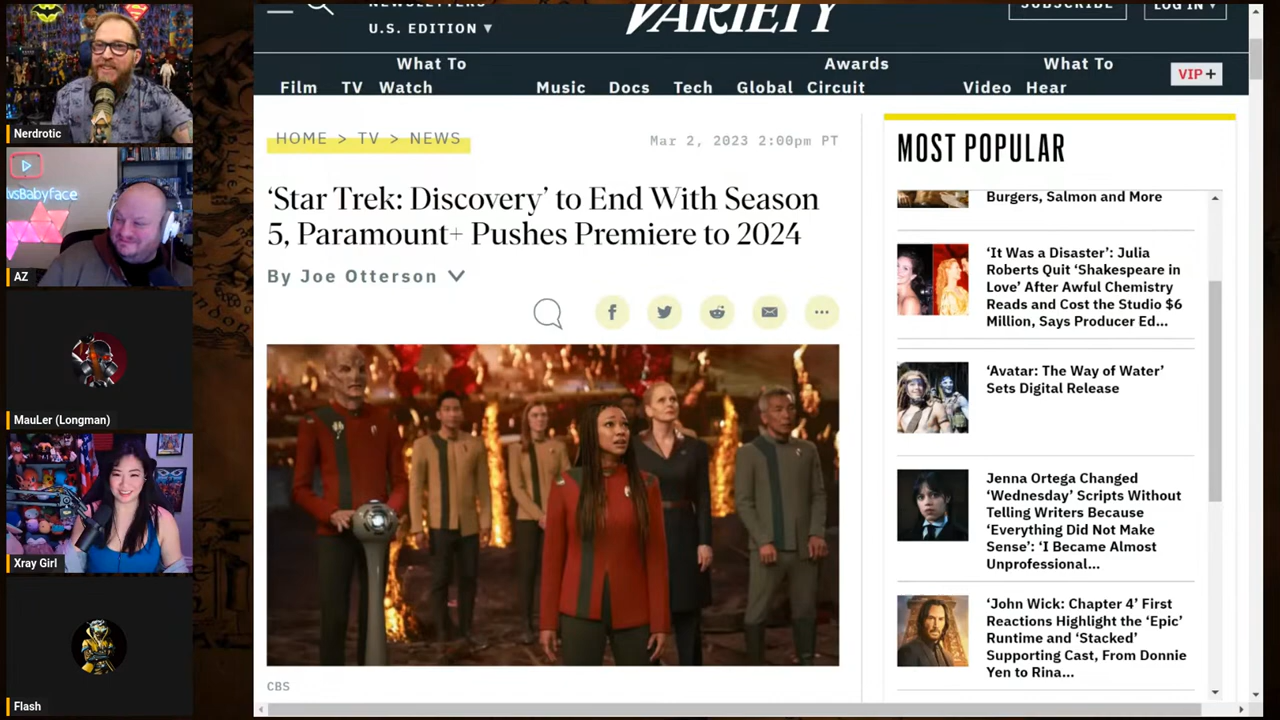 Nerdrotic
vsBabyface
AZ
MauLer (Longman)
Xray Girl
Flash
NEWSLETTERS
U.S. EDITION ▼
VARIETY
SUBSCRIBE
LOG IN ▼
Film
TV
What To
Watch
Music
Docs
Tech
Global
Awards
Circuit
Video
What To
Hear
VIP+
HOME > TV > NEWS
Mar 2, 2023 2:00pm PT
‘Star Trek: Discovery’ to End With Season
5, Paramount+ Pushes Premiere to 2024
By Joe Otterson
CBS
MOST POPULAR
Burgers, Salmon and More
‘It Was a Disaster’: Julia
Roberts Quit ‘Shakespeare in
Love’ After Awful Chemistry
Reads and Cost the Studio $6
Million, Says Producer Ed...
‘Avatar: The Way of Water’
Sets Digital Release
Jenna Ortega Changed
‘Wednesday’ Scripts Without
Telling Writers Because
‘Everything Did Not Make
Sense’: ‘I Became Almost
Unprofessional...
‘John Wick: Chapter 4’ First
Reactions Highlight the ‘Epic’
Runtime and ‘Stacked’
Supporting Cast, From Donnie
Yen to Rina...